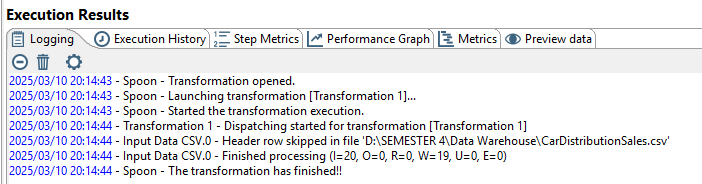 Execution Results
Logging Execution History Step Metrics Performance Graph Metrics Preview data
2025/03/10 20:14:43 - Spoon - Transformation opened.
2025/03/10 20:14:43 - Spoon - Launching transformation [Transformation 1]...
2025/03/10 20:14:43 - Spoon - Started the transformation execution.
2025/03/10 20:14:44 - Transformation 1 - Dispatching started for transformation [Transformation 1]
2025/03/10 20:14:44 - Input Data CSV.0 - Header row skipped in file 'D:\SEMESTER 4\Data Warehouse\CarDistributionSales.csv'
2025/03/10 20:14:44 - Input Data CSV.0 - Finished processing (I=20, O=0, R=0, W=19, U=0, E=0)
2025/03/10 20:14:44 - Spoon - The transformation has finished!!